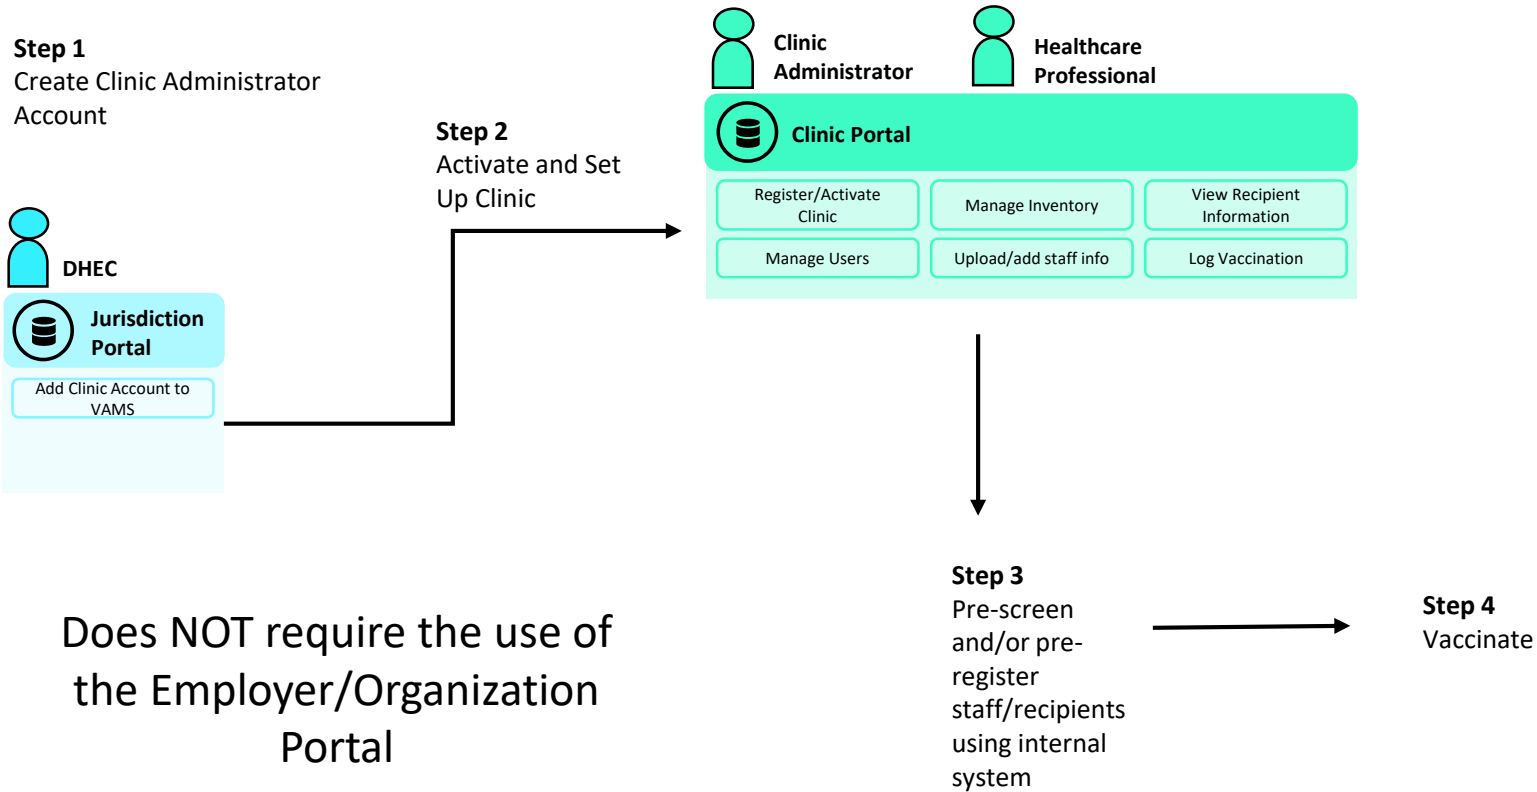 Step 1
Create Clinic Administrator
Account
DHEC
Jurisdiction
Portal
Add Clinic Account to
VAMS
Step 2
Activate and Set
Up Clinic
Clinic
Administrator
Healthcare
Professional
Clinic Portal
Register/Activate
Clinic
Manage Inventory
View Recipient
Information
Manage Users
Upload/add staff info
Log Vaccination
Step 3
Pre-screen
and/or pre-
register
staff/recipients
using internal
system
Step 4
Vaccinate
Does NOT require the use of
the Employer/Organization
Portal